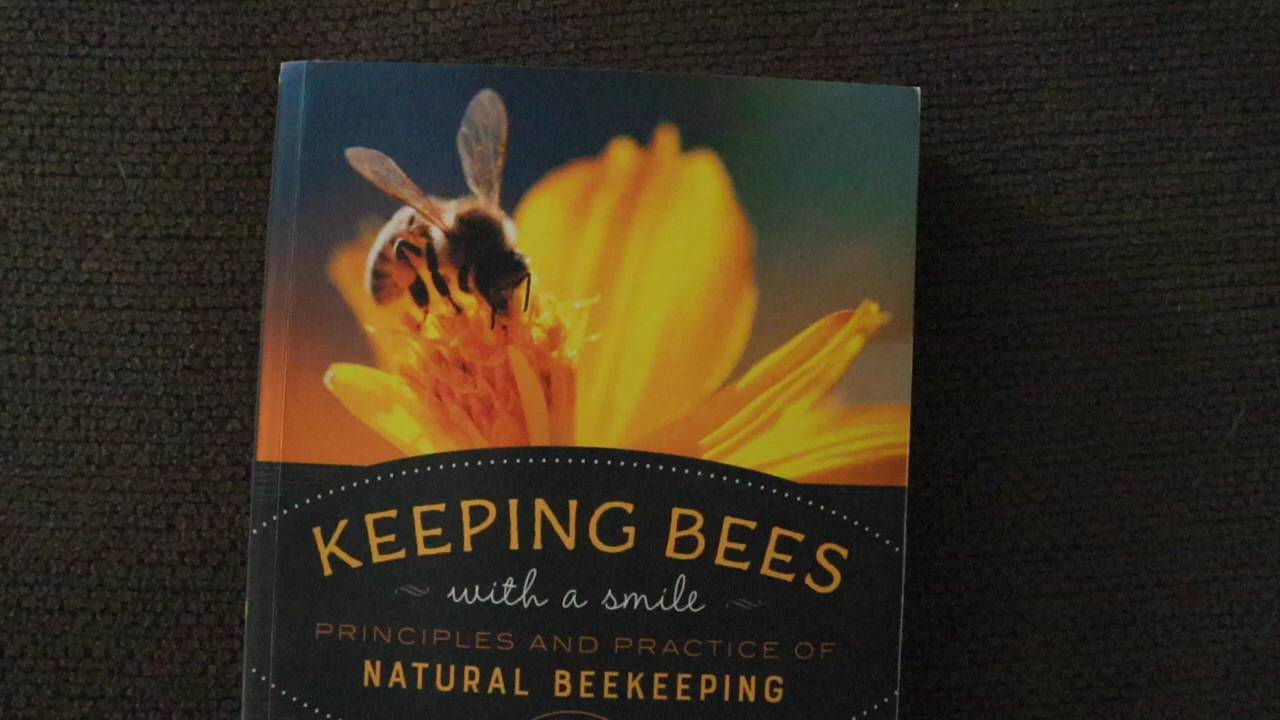 KEEPING BEES
with a smile
PRINCIPLES AND PRACTICE OF
NATURAL BEEKEEPING